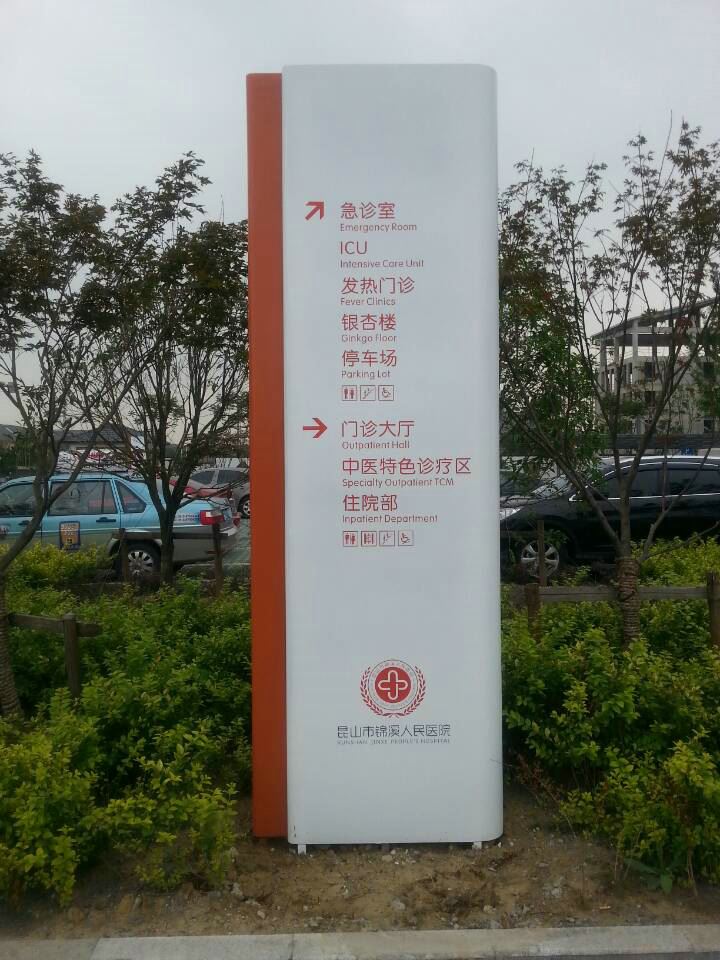 急诊室
Emergency Room
ICU
Intensive Care Unit
发热门诊
Fever Clinics
银杏楼
Ginkgo Floor
停车场
Parking Lot
门诊大厅
Outpatient Hall
中医特色诊疗区
Specialty Outpatient TCM
住院部
Inpatient Department
昆山市锦溪人民医院
KUNSHAN JINXI PEOPLE'S HOSPITAL